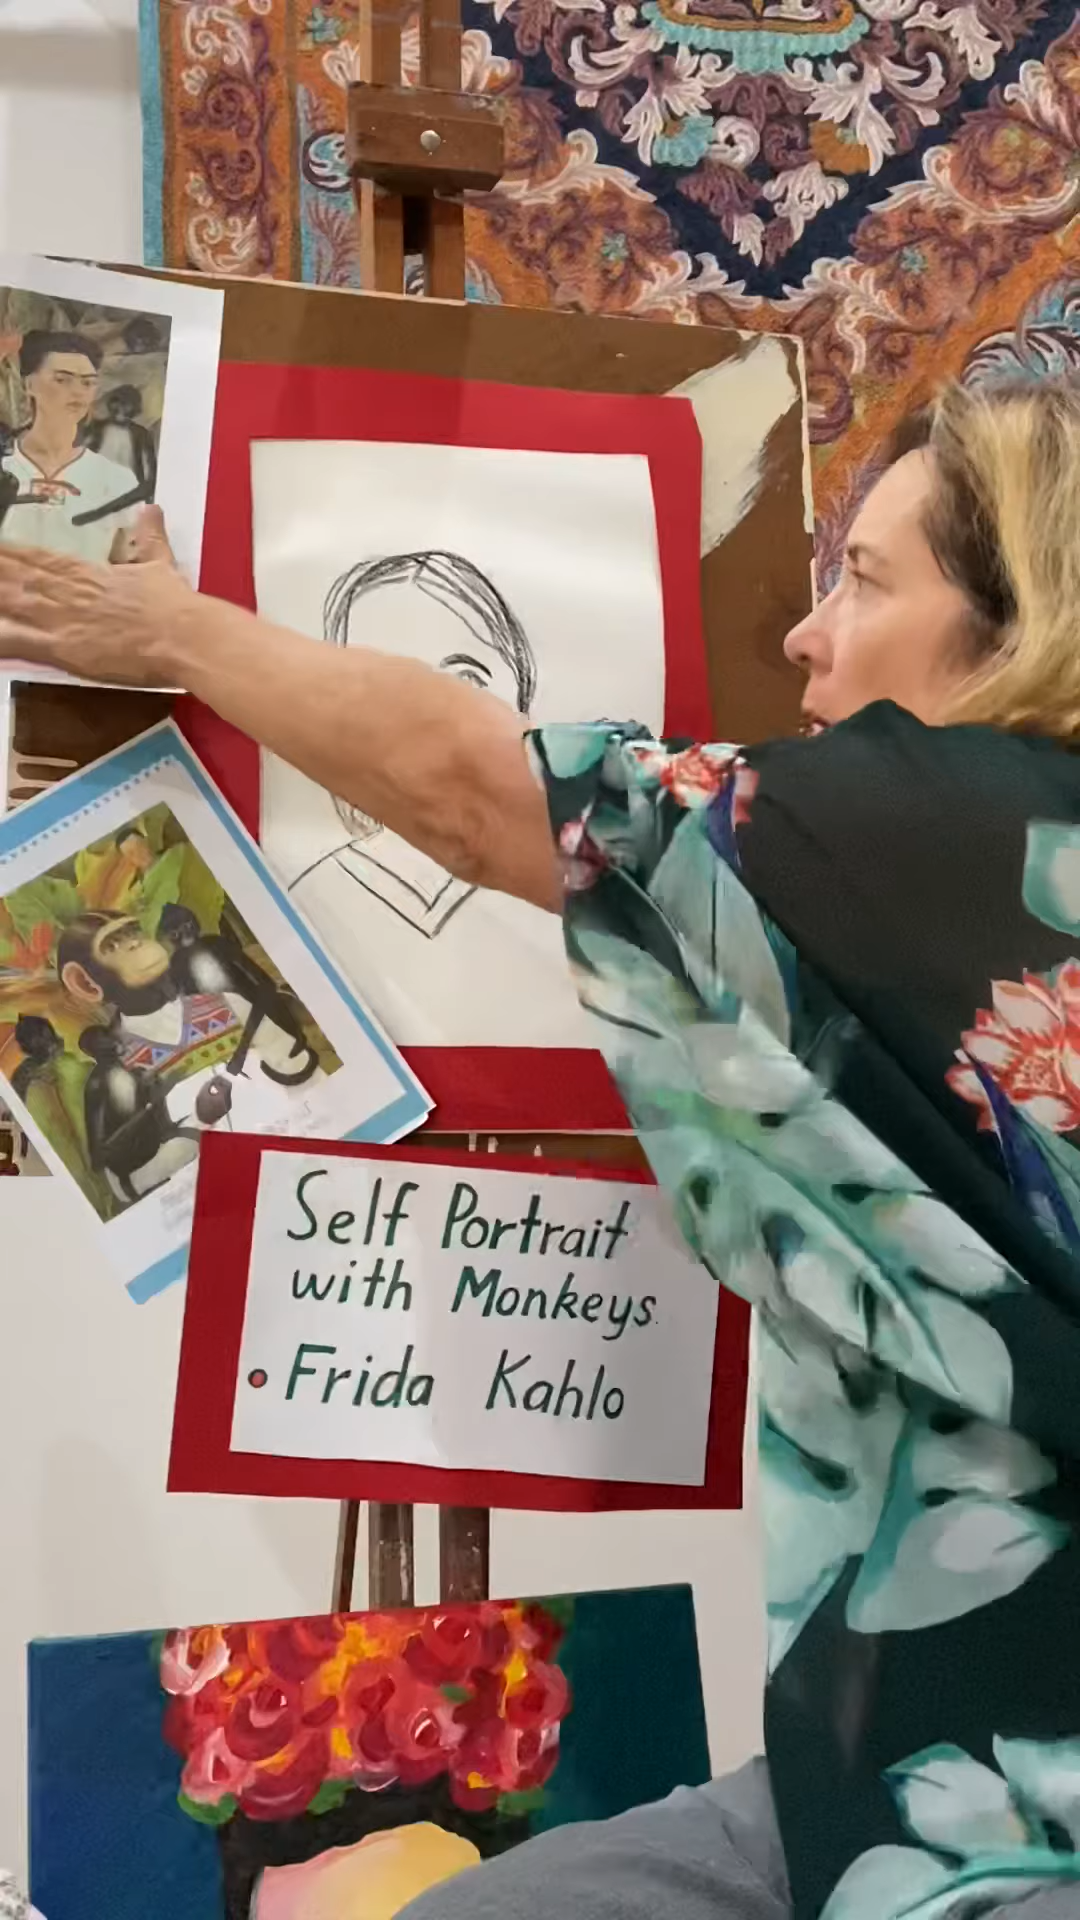 Self Portrait
with Monkeys.
• Frida Kahlo